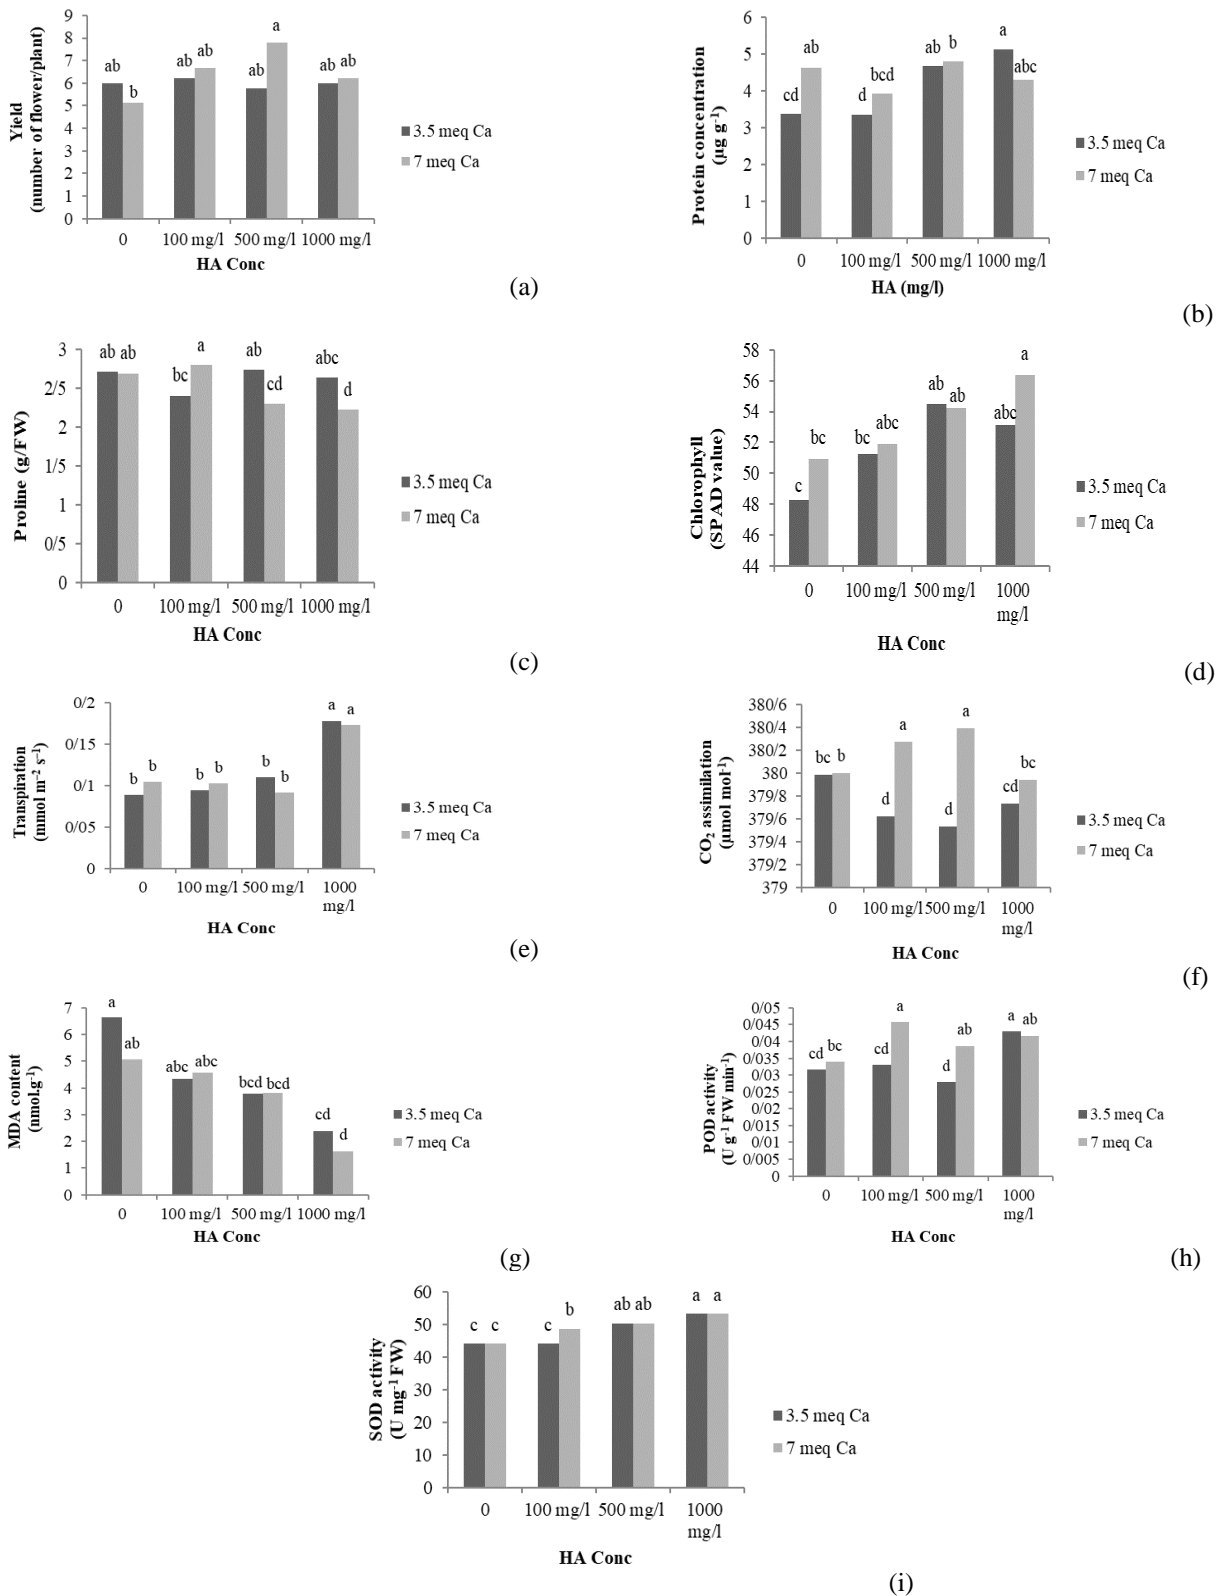 9
8
7
6
5
4
3
2
1
0
Yield
(number of flower/plant)
ab
b
ab
ab
ab
a
ab ab
0
100 mg/l 500 mg/l 1000 mg/l
HA Conc
3.5 meq Ca
7 meq Ca
(a)
6
5
4
3
2
1
0
Protein concentration
(µg g⁻¹)
cd
ab
d
bcd
ab b
a
abc
0
100 mg/l 500 mg/l 1000 mg/l
HA (mg/l)
3.5 meq Ca
7 meq Ca
(b)
3
2/5
2
1/5
1
0/5
0
Proline (g/FW)
ab ab
bc
a
ab
cd
abc
d
0
100 mg/l 500 mg/l 1000 mg/l
HA Conc
3.5 meq Ca
7 meq Ca
(c)
58
56
54
52
50
48
46
44
Chlorophyll
(SPAD value)
c
bc
bc
abc
ab
ab
abc
a
0
100 mg/l 500 mg/l 1000
mg/l
HA Conc
3.5 meq Ca
7 meq Ca
(d)
0/2
0/15
0/1
0/05
0
Transpiration
(mmol m⁻² s⁻¹)
b b
b b
b b
a a
0
100 mg/l 500 mg/l 1000
mg/l
HA Conc
3.5 meq Ca
7 meq Ca
(e)
380/6
380/4
380/2
380
379/8
379/6
379/4
379/2
379
CO₂ assimilation
(µmol mol⁻¹)
bc b
d
a
d
a
cd
bc
0
100 mg/l 500 mg/l 1000
mg/l
HA Conc
3.5 meq Ca
7 meq Ca
(f)
7
6
5
4
3
2
1
0
MDA content
(nmol.g⁻¹)
a
ab
abc abc
bcd bcd
cd
d
0
100 mg/l 500 mg/l 1000 mg/l
HA Conc
3.5 meq Ca
7 meq Ca
(g)
0/05
0/045
0/04
0/035
0/03
0/025
0/02
0/015
0/01
0/005
0
POD activity
(U g⁻¹ FW min⁻¹)
cd bc
cd
a
d
ab
a ab
0
100 mg/l 500 mg/l 1000
mg/l
HA Conc
3.5 meq Ca
7 meq Ca
(h)
60
50
40
30
20
10
0
SOD activity
(U mg⁻¹ FW)
c c
c
b
ab ab
a a
0
100 mg/l 500 mg/l 1000
mg/l
HA Conc
3.5 meq Ca
7 meq Ca
(i)